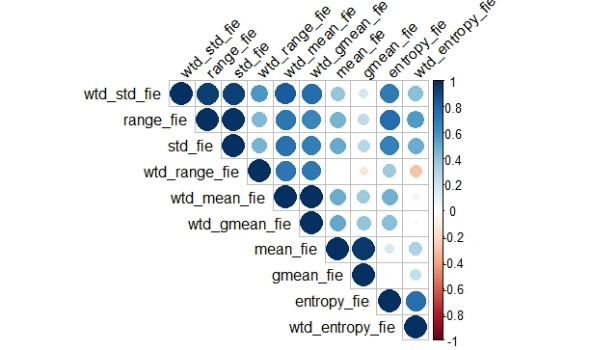 wtd_std_fie
range_fie
std_fie
wtd_range_fie
wtd_mean_fie
wtd_gmean_fie
mean_fie
gmean_fie
entropy_fie
wtd_entropy_fie
wtd_std_fie
range_fie
std_fie
wtd_range_fie
wtd_mean_fie
wtd_gmean_fie
mean_fie
gmean_fie
entropy_fie
wtd_entropy_fie
1
0.8
0.6
0.4
0.2
0
-0.2
-0.4
-0.6
-0.8
-1